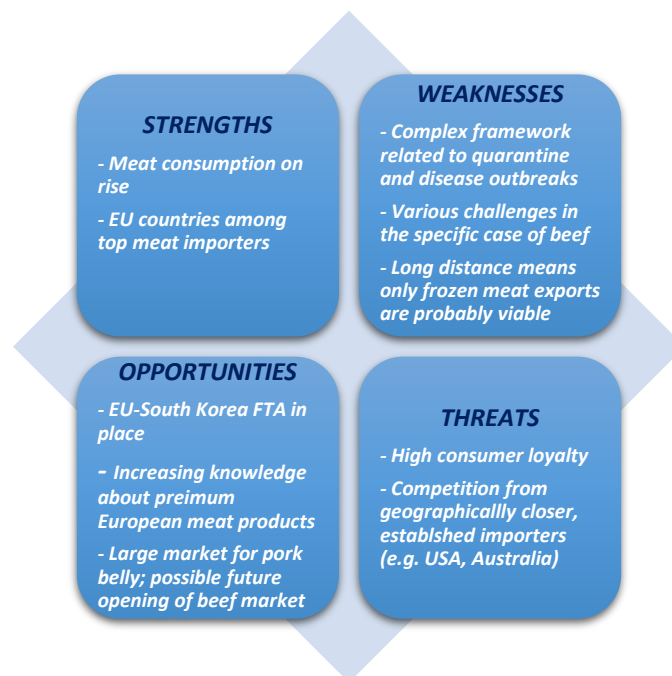 STRENGTHS
- Meat consumption on
rise
- EU countries among
top meat importers
WEAKNESSES
- Complex framework
related to quarantine
and disease outbreaks
- Various challenges in
the specific case of beef
- Long distance means
only frozen meat exports
are probably viable
OPPORTUNITIES
- EU-South Korea FTA in
place
- Increasing knowledge
about preimum
European meat products
- Large market for pork
belly; possible future
opening of beef market
THREATS
- High consumer loyalty
- Competition from
geographicallly closer,
establshed importers
(e.g. USA, Australia)